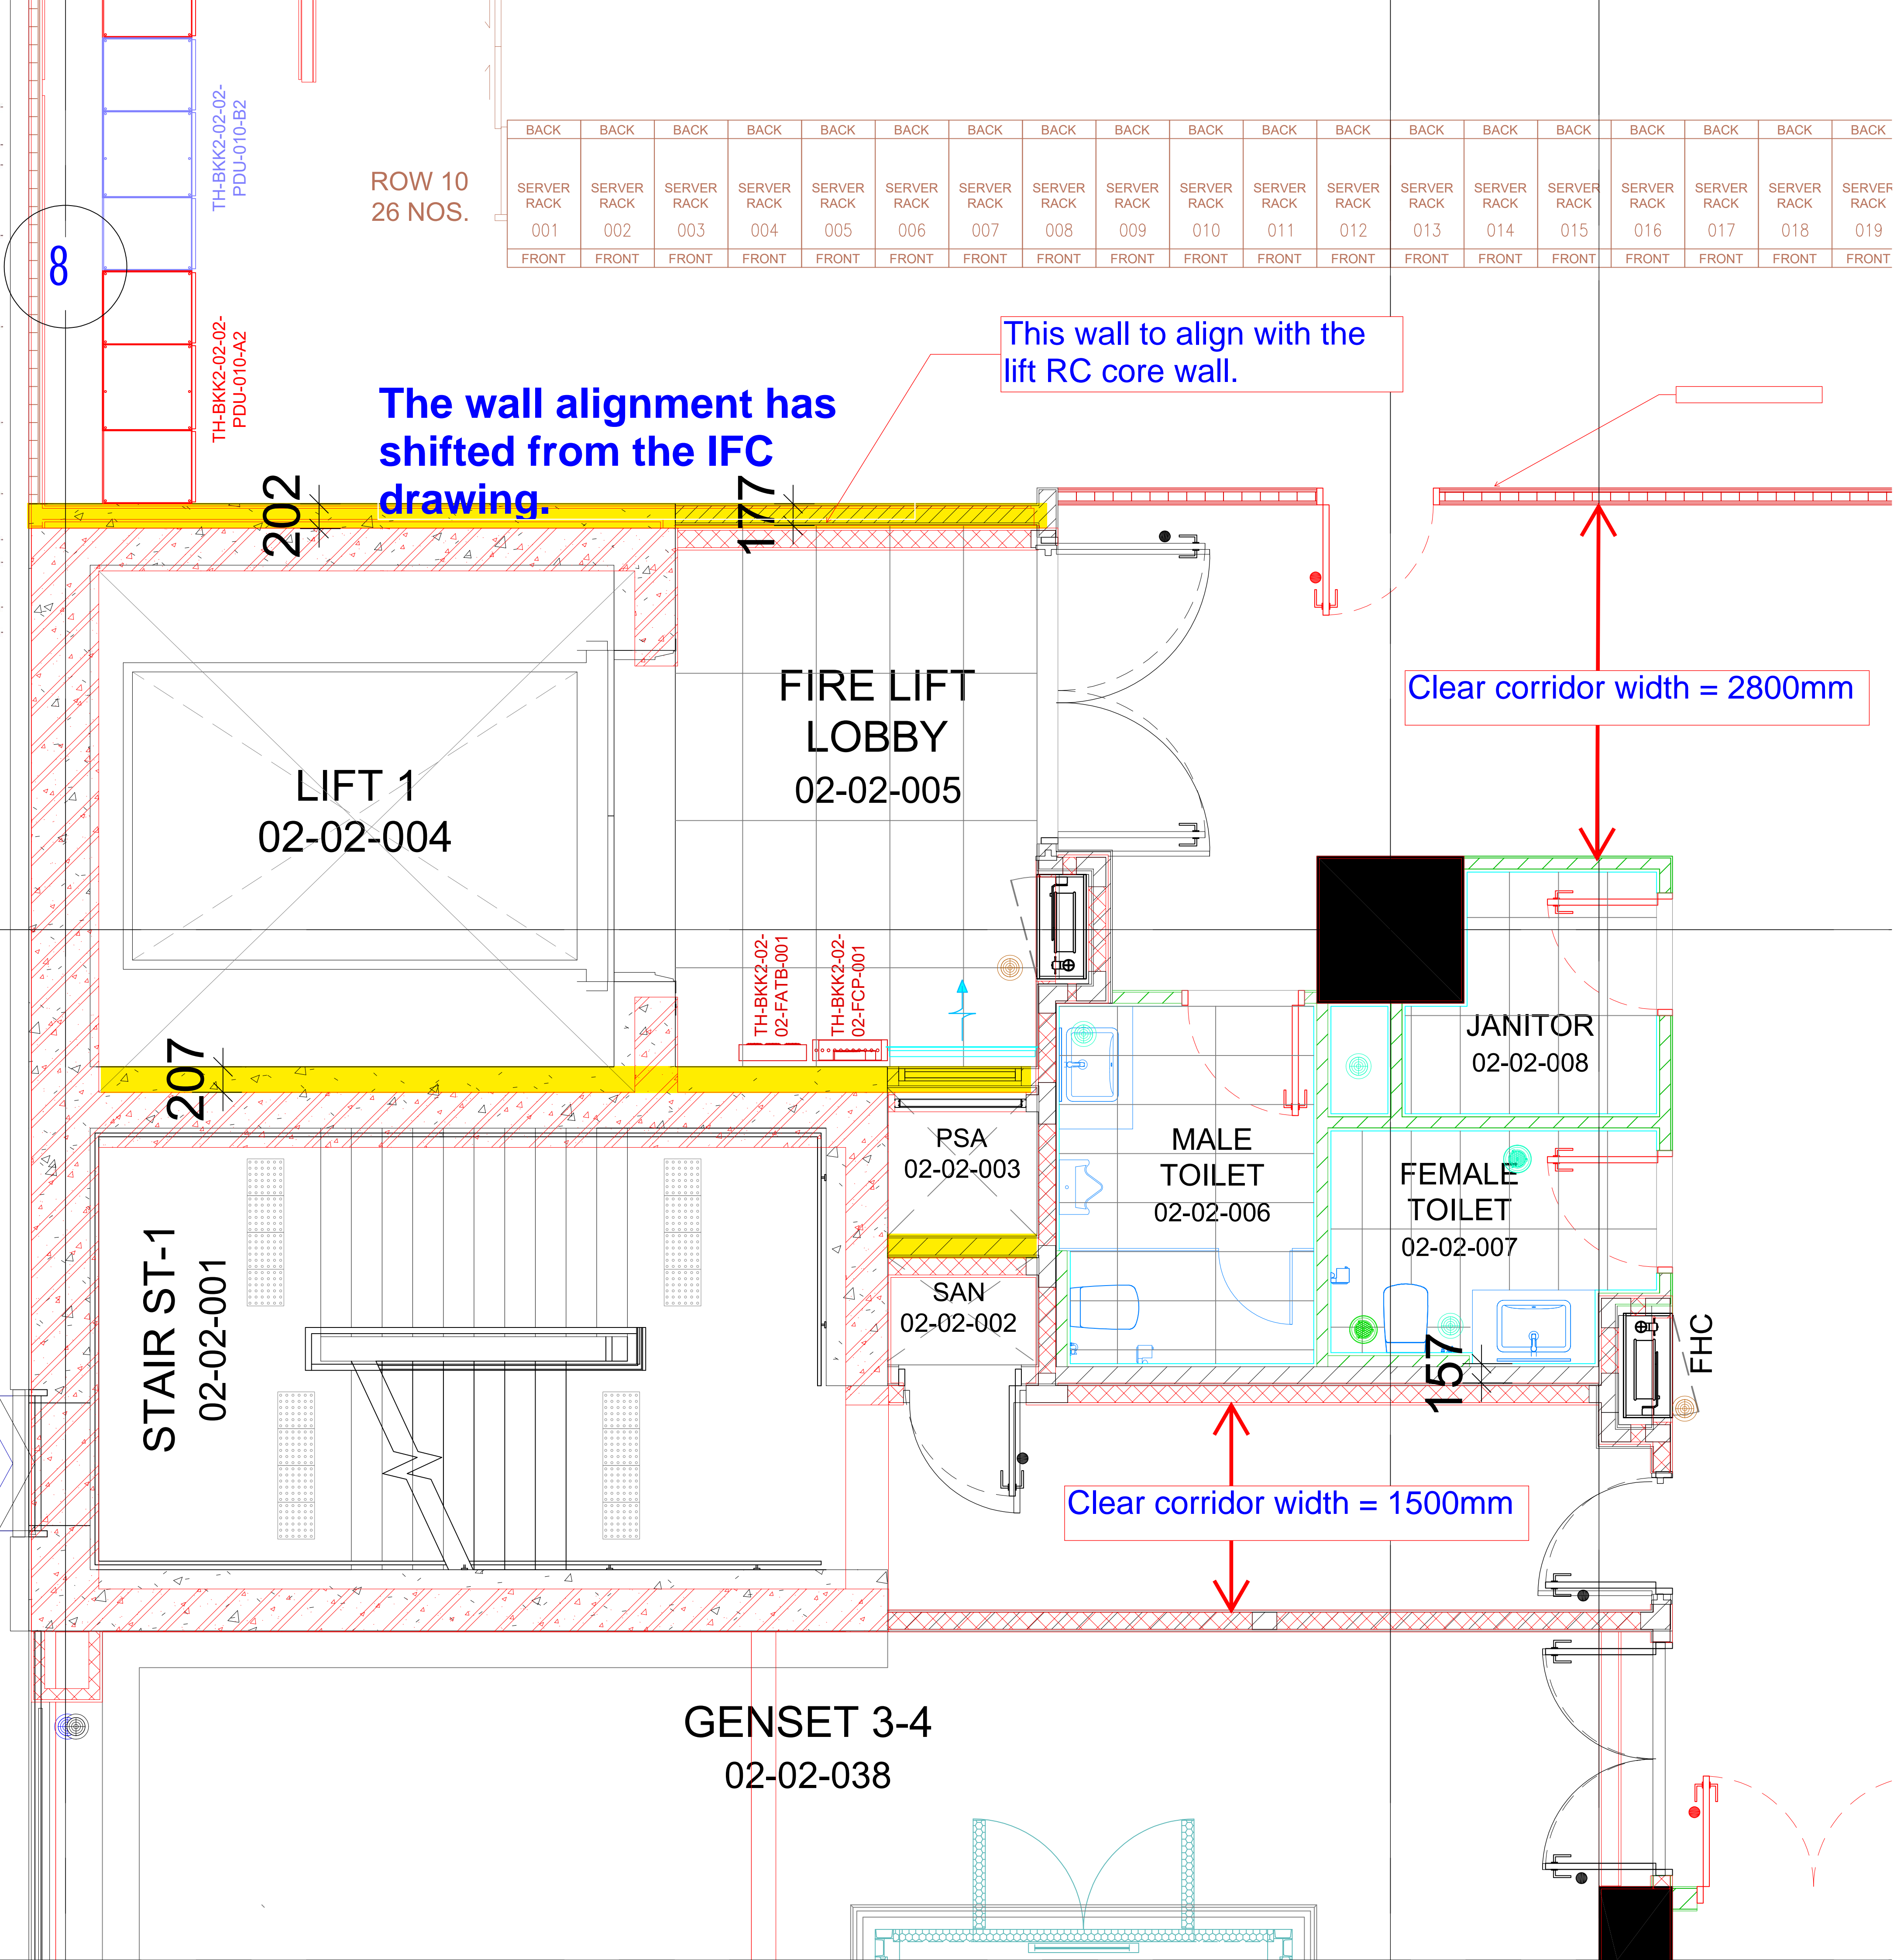 TH-BKK2-02-02-
PDU-010-B2
BACK BACK BACK BACK BACK BACK BACK BACK BACK BACK BACK BACK BACK BACK BACK BACK BACK BACK BACK
ROW 10
26 NOS.
SERVER SERVER SERVER SERVER SERVER SERVER SERVER SERVER SERVER SERVER SERVER SERVER SERVER SERVER SERVER SERVER SERVER SERVER SERVER
RACK RACK RACK RACK RACK RACK RACK RACK RACK RACK RACK RACK RACK RACK RACK RACK RACK RACK RACK
001 002 003 004 005 006 007 008 009 010 011 012 013 014 015 016 017 018 019
FRONT FRONT FRONT FRONT FRONT FRONT FRONT FRONT FRONT FRONT FRONT FRONT FRONT FRONT FRONT FRONT FRONT FRONT FRONT
8
TH-BKK2-02-02-
PDU-010-A2
This wall to align with the
lift RC core wall.
The wall alignment has
shifted from the IFC
drawing.
202
177
Clear corridor width = 2800mm
FIRE LIFT
LOBBY
02-02-005
LIFT 1
02-02-004
TH-BKK2-02-
02-FATB-001
TH-BKK2-02-
02-FCP-001
JANITOR
02-02-008
207
PSA
02-02-003
MALE
TOILET
02-02-006
FEMALE
TOILET
02-02-007
STAIR ST-1
02-02-001
SAN
02-02-002
FHC
157
Clear corridor width = 1500mm
GENSET 3-4
02-02-038